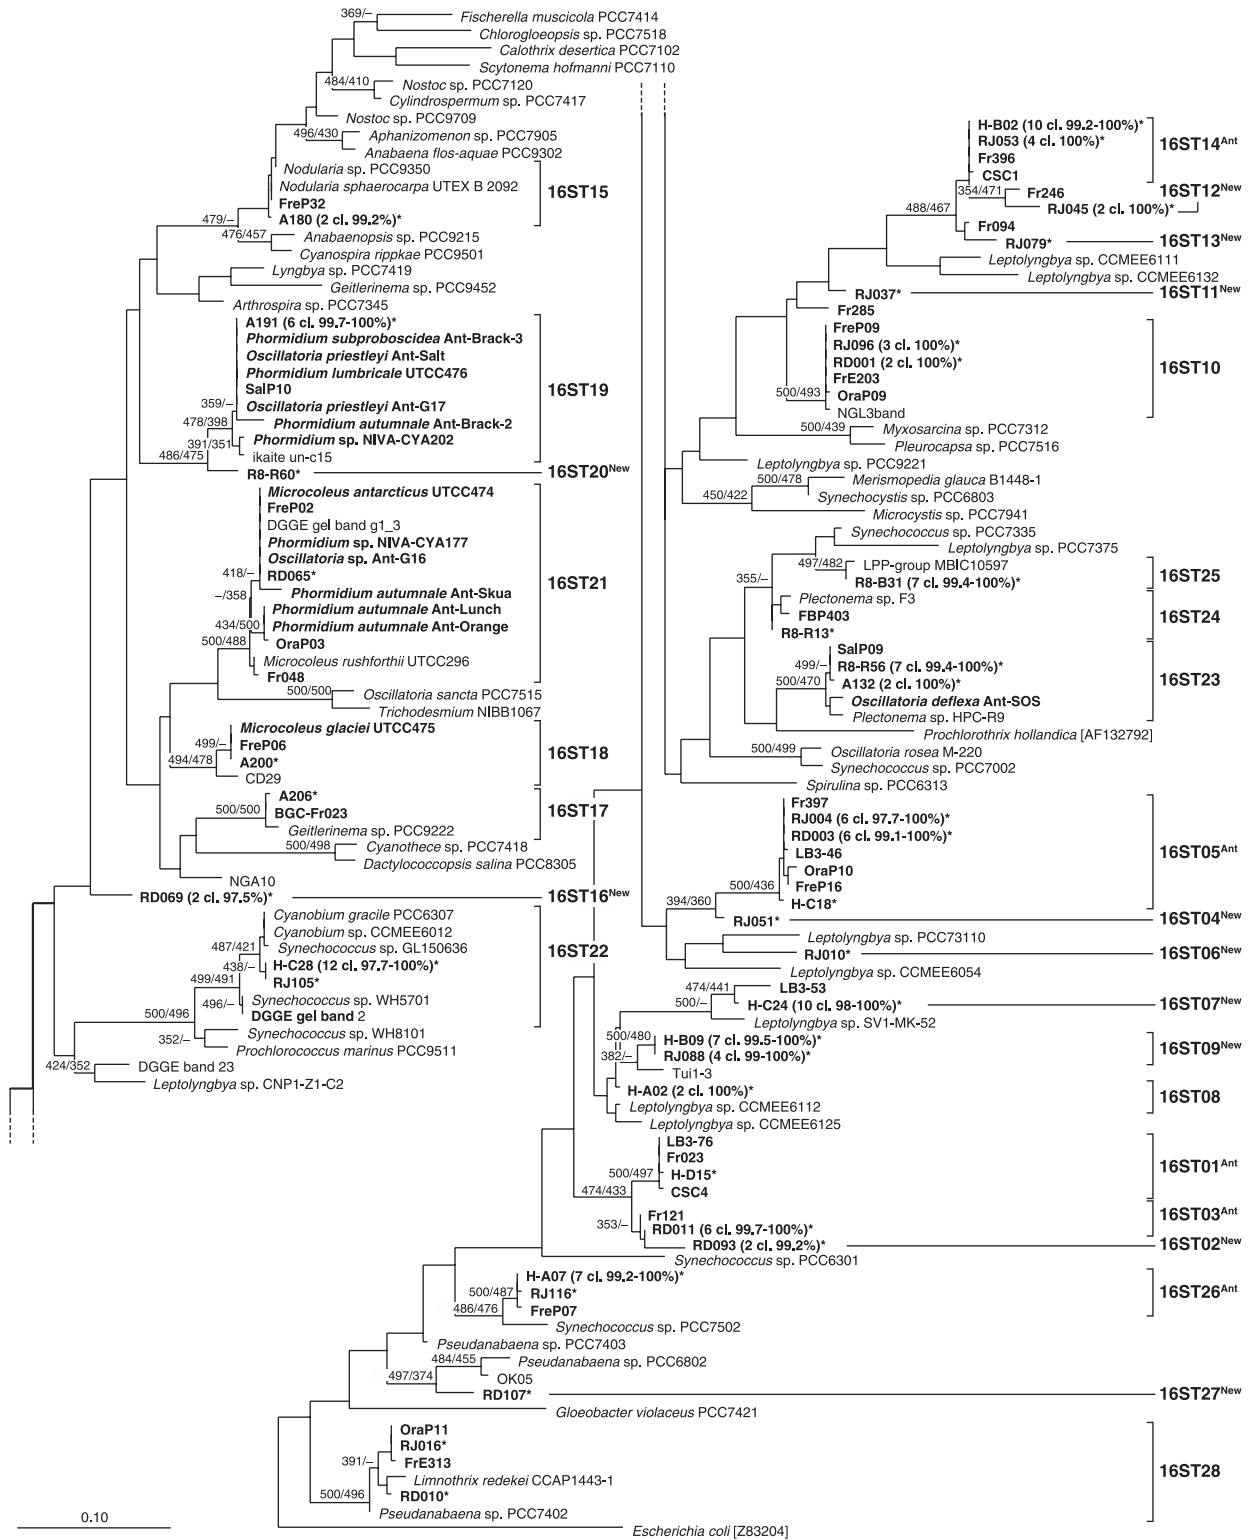 369/–
Fischerella muscicola PCC7414
Chlorogloeopsis sp. PCC7518
Calothrix desertica PCC7102
Scytonema hofmanni PCC7110
484/410
Nostoc sp. PCC7120
Cylindrospermum sp. PCC7417
Nostoc sp. PCC9709
496/430
Aphanizomenon sp. PCC7905
Anabaena flos-aquae PCC9302
Nodularia sp. PCC9350
Nodularia sphaerocarpa UTEX B 2092
16ST15
FreP32
A180 (2 cl. 99.2%)*
479/–
476/457
Anabaenopsis sp. PCC9215
Cyanospira rippkae PCC9501
Lyngbya sp. PCC7419
Geitlerinema sp. PCC9452
Arthrospira sp. PCC7345
A191 (6 cl. 99.7-100%)*
Phormidium subproboscidea Ant-Brack-3
Oscillatoria priestleyi Ant-Salt
Phormidium lumbricale UTCC476
16ST19
SalP10
359/–
Oscillatoria priestleyi Ant-G17
478/398
Phormidium autumnale Ant-Brack-2
391/351
Phormidium sp. NIVA-CYA202
ikaite un-c15
486/475
R8-R60*
16ST20New
Microcoleus antarcticus UTCC474
FreP02
DGGE gel band g1_3
Phormidium sp. NIVA-CYA177
Oscillatoria sp. Ant-G16
418/–
RD065*
16ST21
–/358
Phormidium autumnale Ant-Skua
Phormidium autumnale Ant-Lunch
434/500
Phormidium autumnale Ant-Orange
500/488
OraP03
Microcoleus rushforthii UTCC296
Fr048
500/500
Oscillatoria sancta PCC7515
Trichodesmium NIBB1067
Microcoleus glaciei UTCC475
499/–
FreP06
16ST18
494/478
A200*
CD29
A206*
500/500
BGC-Fr023
16ST17
Geitlerinema sp. PCC9222
500/498
Cyanothece sp. PCC7418
Dactylococcopsis salina PCC8305
NGA10
RD069 (2 cl. 97.5%)*
16ST16New
Cyanobium gracile PCC6307
Cyanobium sp. CCMEE6012
487/421
Synechococcus sp. GL150636
16ST22
438/–
H-C28 (12 cl. 97.7-100%)*
499/491
RJ105*
496/–
Synechococcus sp. WH5701
500/496
DGGE gel band 2
Synechococcus sp. WH8101
352/–
Prochlorococcus marinus PCC9511
424/352
DGGE band 23
Leptolyngbya sp. CNP1-Z1-C2
H-B02 (10 cl. 99.2-100%)*
RJ053 (4 cl. 100%)*
16ST14Ant
Fr396
CSC1
354/471
Fr246
16ST12New
488/467
RJ045 (2 cl. 100%)*
Fr094
RJ079*
16ST13New
Leptolyngbya sp. CCMEE6111
Leptolyngbya sp. CCMEE6132
RJ037*
16ST11New
Fr285
FreP09
RJ096 (3 cl. 100%)*
RD001 (2 cl. 100%)*
16ST10
FrE203
500/493
OraP09
NGL3band
500/439
Myxosarcina sp. PCC7312
Pleurocapsa sp. PCC7516
Leptolyngbya sp. PCC9221
500/478
Merismopedia glauca B1448-1
450/422
Synechocystis sp. PCC6803
Microcystis sp. PCC7941
Synechococcus sp. PCC7335
Leptolyngbya sp. PCC7375
497/482
LPP-group MBIC10597
355/–
R8-B31 (7 cl. 99.4-100%)*
16ST25
Plectonema sp. F3
FBP403
16ST24
R8-R13*
SalP09
499/–
R8-R56 (7 cl. 99.4-100%)*
500/470
A132 (2 cl. 100%)*
16ST23
Oscillatoria deflexa Ant-SOS
Plectonema sp. HPC-R9
Prochlorothrix hollandica [AF132792]
500/499
Oscillatoria rosea M-220
Synechococcus sp. PCC7002
Spirulina sp. PCC6313
Fr397
RJ004 (6 cl. 97.7-100%)*
RD003 (6 cl. 99.1-100%)*
LB3-46
16ST05Ant
OraP10
500/436
FreP16
394/360
H-C18*
RJ051*
16ST04New
Leptolyngbya sp. PCC73110
RJ010*
16ST06New
Leptolyngbya sp. CCMEE6054
474/441
LB3-53
500/–
H-C24 (10 cl. 98-100%)*
16ST07New
Leptolyngbya sp. SV1-MK-52
500/480
H-B09 (7 cl. 99.5-100%)*
382/–
RJ088 (4 cl. 99-100%)*
16ST09New
Tui1-3
H-A02 (2 cl. 100%)*
16ST08
Leptolyngbya sp. CCMEE6112
Leptolyngbya sp. CCMEE6125
LB3-76
Fr023
500/497
H-D15*
16ST01Ant
474/433
CSC4
Fr121
16ST03Ant
353/–
RD011 (6 cl. 99.7-100%)*
RD093 (2 cl. 99.2%)*
16ST02New
Synechococcus sp. PCC6301
H-A07 (7 cl. 99.2-100%)*
500/487
RJ116*
16ST26Ant
486/476
FreP07
Synechococcus sp. PCC7502
Pseudanabaena sp. PCC7403
484/455
Pseudanabaena sp. PCC6802
497/374
OK05
RD107*
16ST27New
Gloeobacter violaceus PCC7421
OraP11
RJ016*
391/–
FrE313
16ST28
Limnothrix redekei CCAP1443-1
500/496
RD010*
Pseudanabaena sp. PCC7402
0.10
Escherichia coli [Z83204]